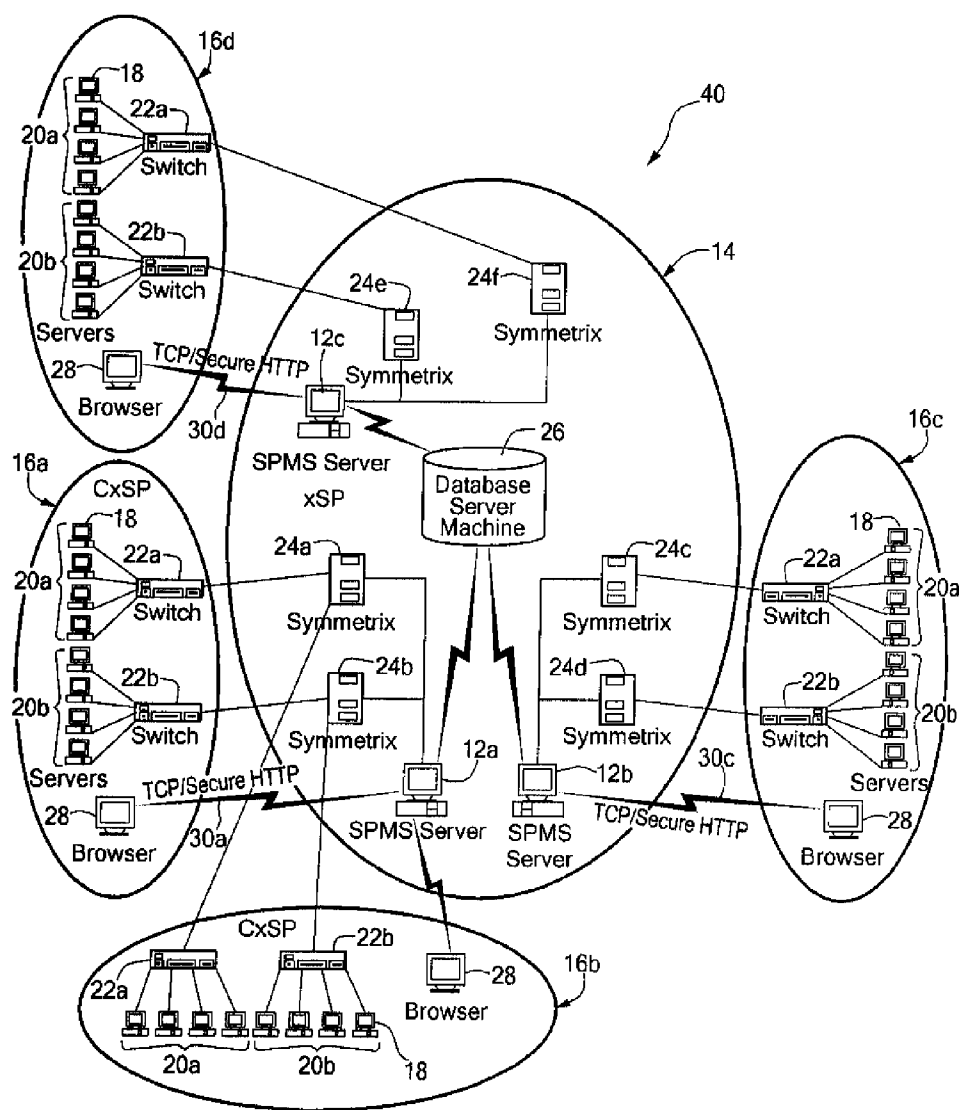 16d
18
22a
20a
Switch
22b
20b
Switch
Servers
28
Browser
TCP/Secure HTTP
30d
40
14
24e
Symmetrix
24f
Symmetrix
12c
SPMS Server
xSP
26
Database
Server
Machine
16a
CxSP
18
22a
20a
Switch
22b
20b
Switch
Servers
28
Browser
TCP/Secure HTTP
30a
24a
Symmetrix
24b
Symmetrix
12a
SPMS Server
24c
Symmetrix
24d
Symmetrix
12b
SPMS
Server
16c
18
22a
20a
Switch
22b
20b
Switch
Servers
30c
TCP/Secure HTTP
28
Browser
CxSP
22a
22b
28
Browser
16b
20a
20b
18